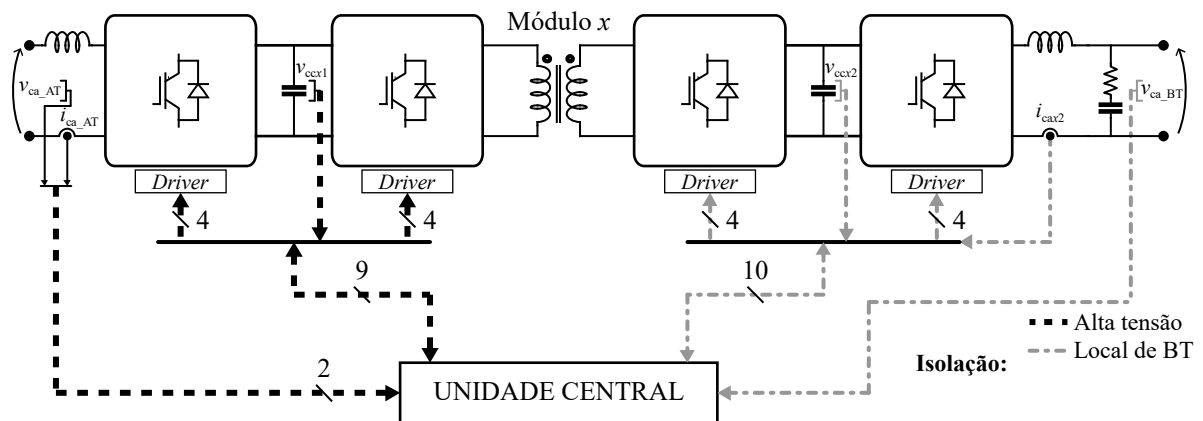 Módulo x
v_ca_AT
i_ca_AT
v_ccx1
v_ccx2
i_cax2
v_ca_BT
Driver
Driver
Driver
Driver
4
4
4
4
9
10
2
UNIDADE CENTRAL
Isolação:
Alta tensão
Local de BT